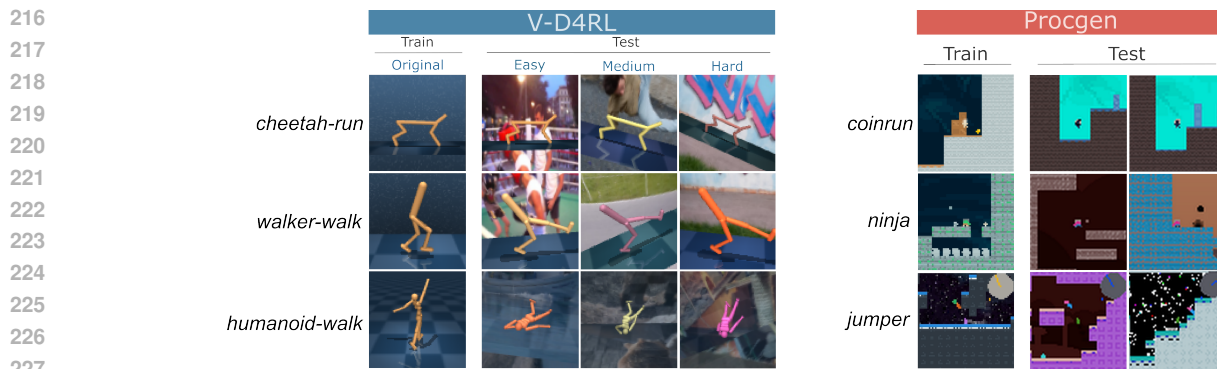 216
217
218
219
220
221
222
223
224
225
226
227
V-D4RL
Train
Test
Original
Easy
Medium
Hard
cheetah-run
walker-walk
humanoid-walk
Procgen
Train
Test
coinrun
ninja
jumper